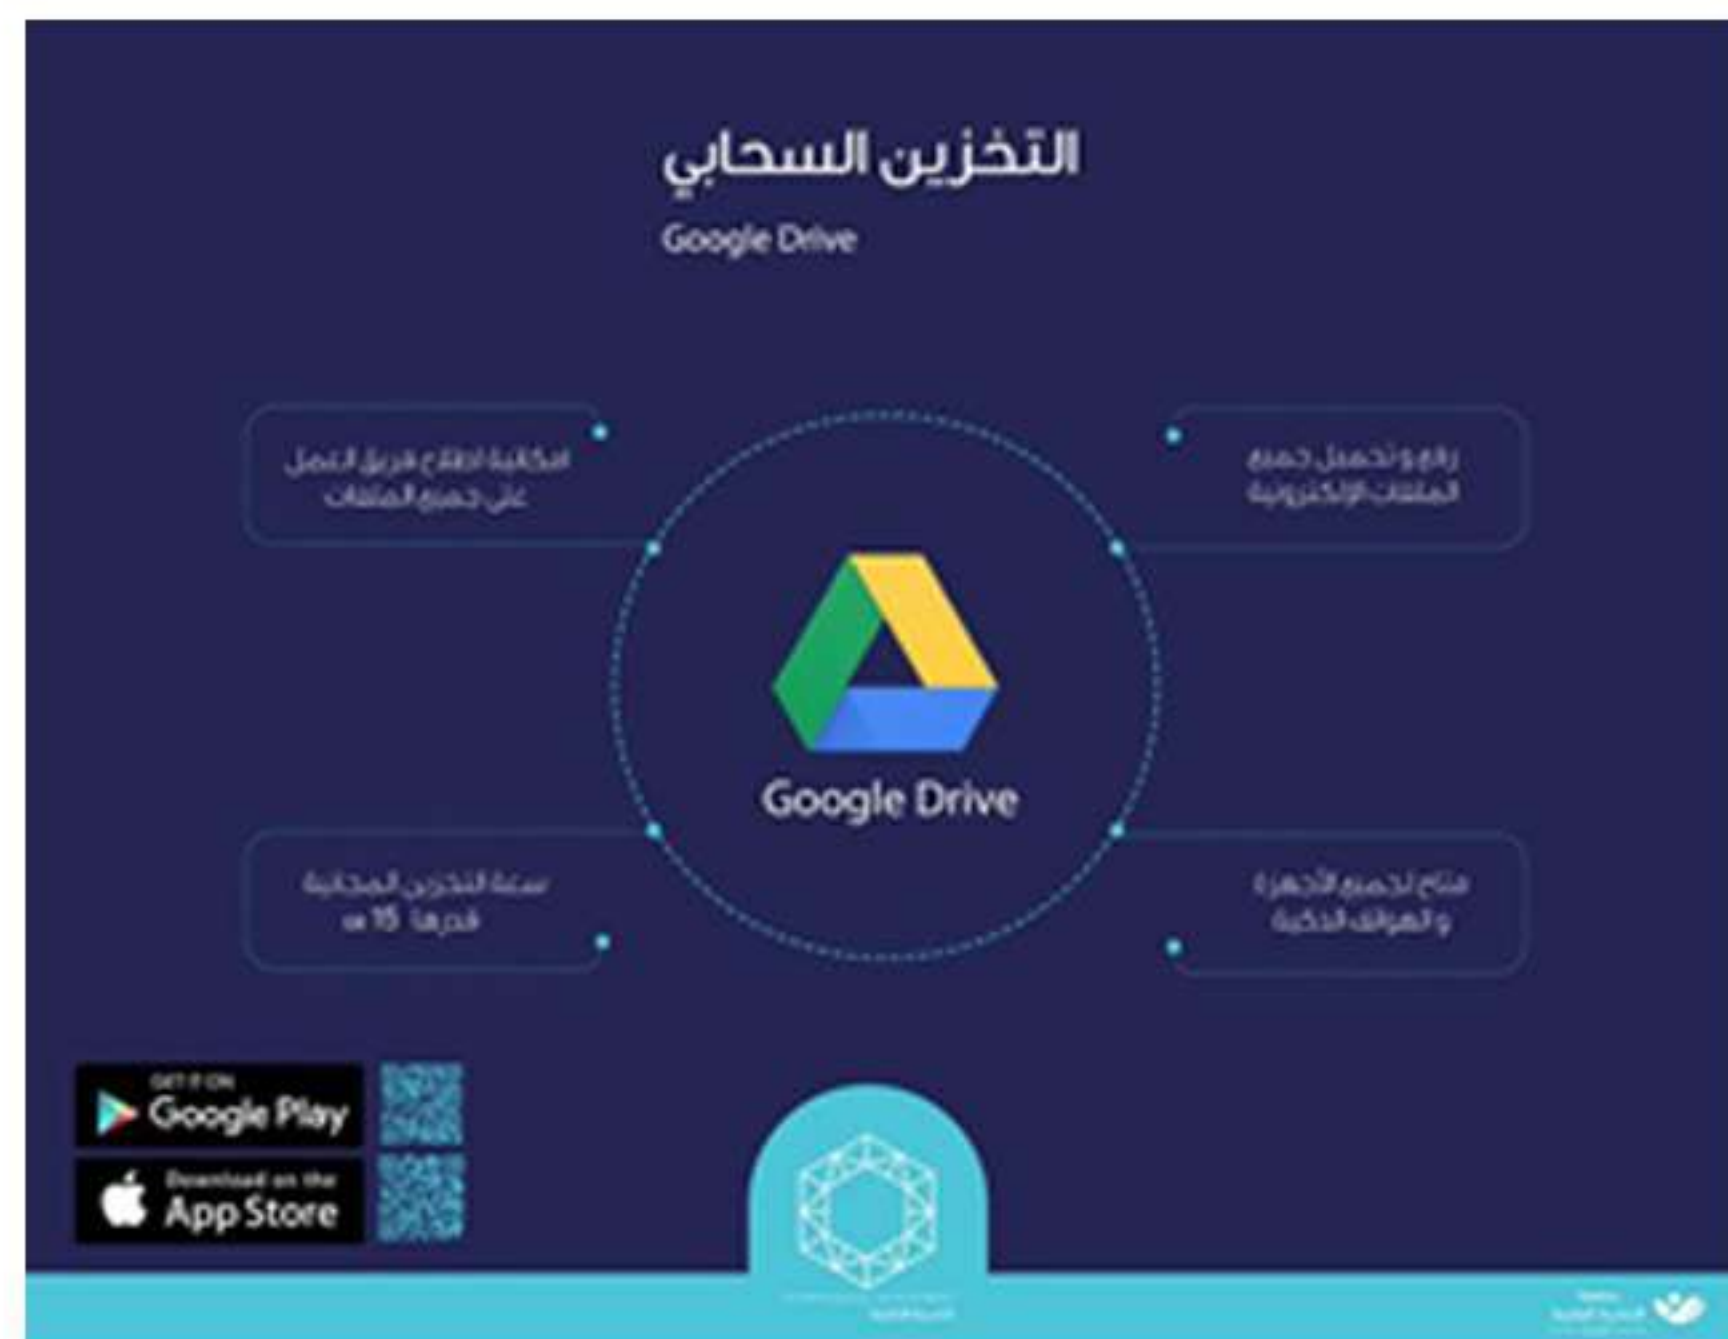 التخزين السحابي
Google Drive
رفع و تحميل جميع
الملفات الإلكترونية
امكانية اطلاع فريق العمل
على جميع الملفات
Google Drive
متاح لجميع الأجهزة
و الهواتف الذكية
سعة التخزين المجانية
قدرها 15
GET IT ON
Google Play
Download on the
App Store